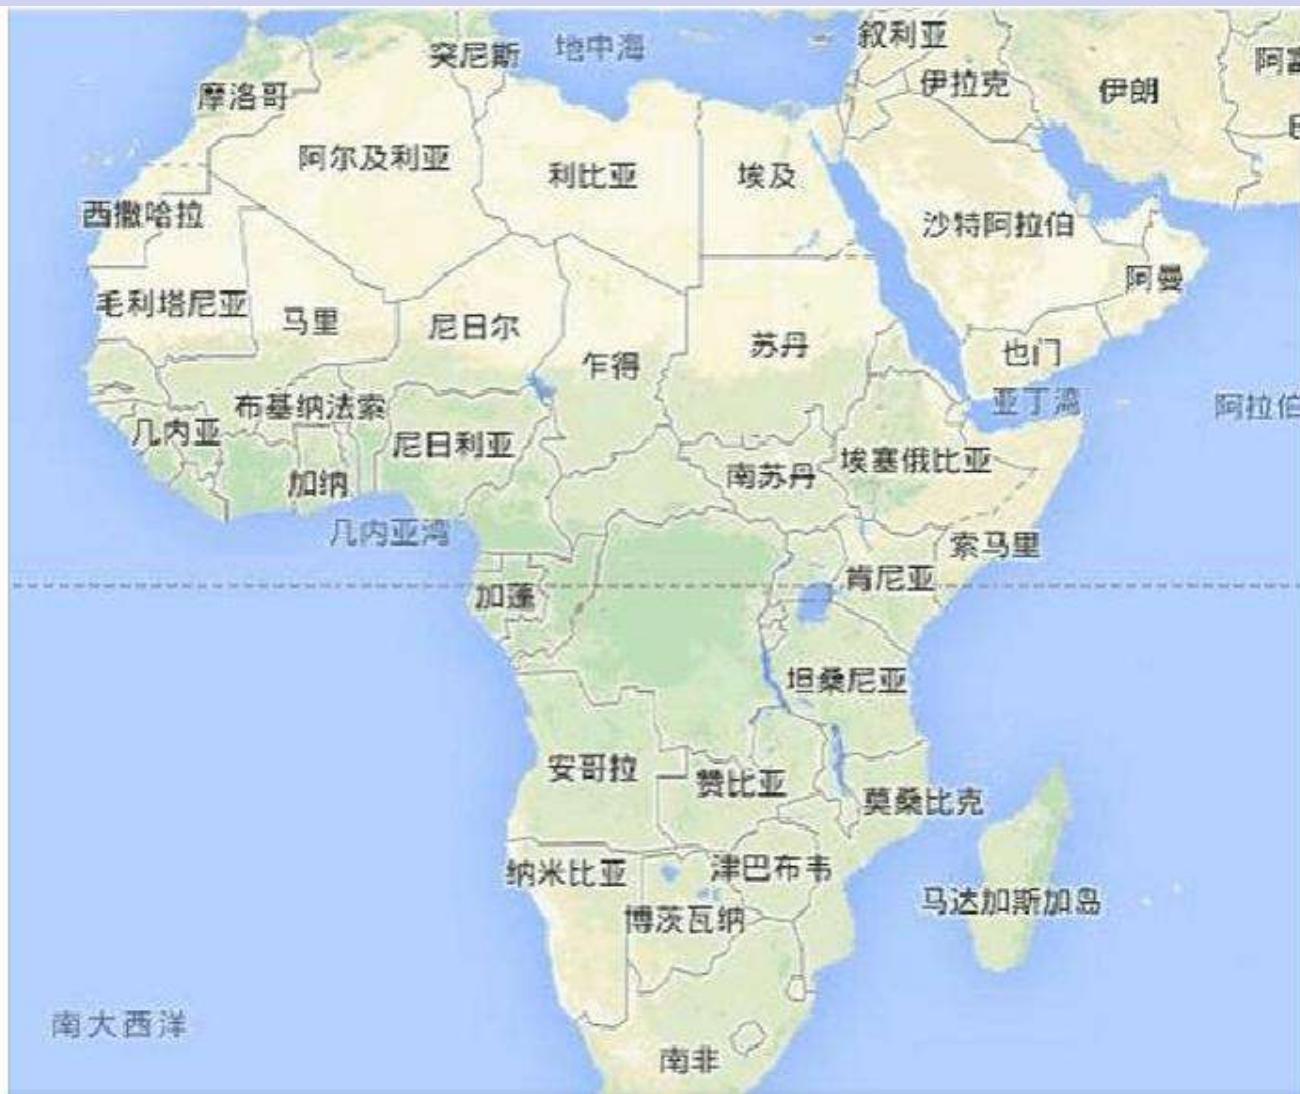 突尼斯
地中海
叙利亚
伊拉克
伊朗
摩洛哥
阿尔及利亚
利比亚
埃及
西撒哈拉
沙特阿拉伯
阿曼
毛利塔尼亚
马里
尼日尔
乍得
苏丹
也门
亚丁湾
阿拉伯
布基纳法索
几内亚
尼日利亚
加纳
南苏丹
埃塞俄比亚
几内亚湾
索马里
加蓬
肯尼亚
坦桑尼亚
安哥拉
赞比亚
莫桑比克
纳米比亚
津巴布韦
博茨瓦纳
马达加斯加岛
南大西洋
南非